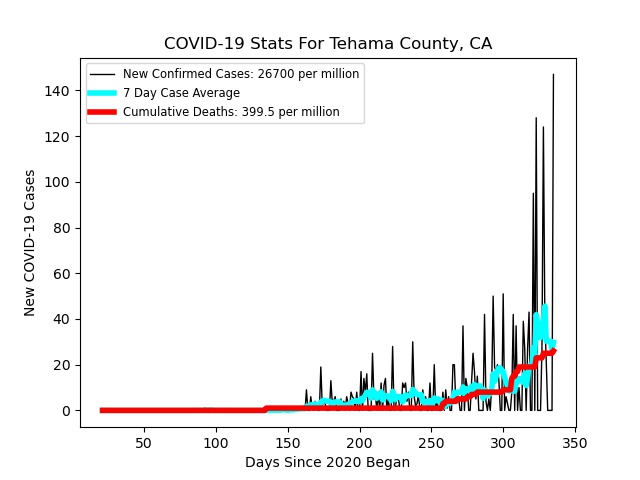 COVID-19 Stats For Tehama County, CA
New Confirmed Cases: 26700 per million
7 Day Case Average
Cumulative Deaths: 399.5 per million
New COVID-19 Cases
140
120
100
80
60
40
20
0
50 100 150 200 250 300 350
Days Since 2020 Began